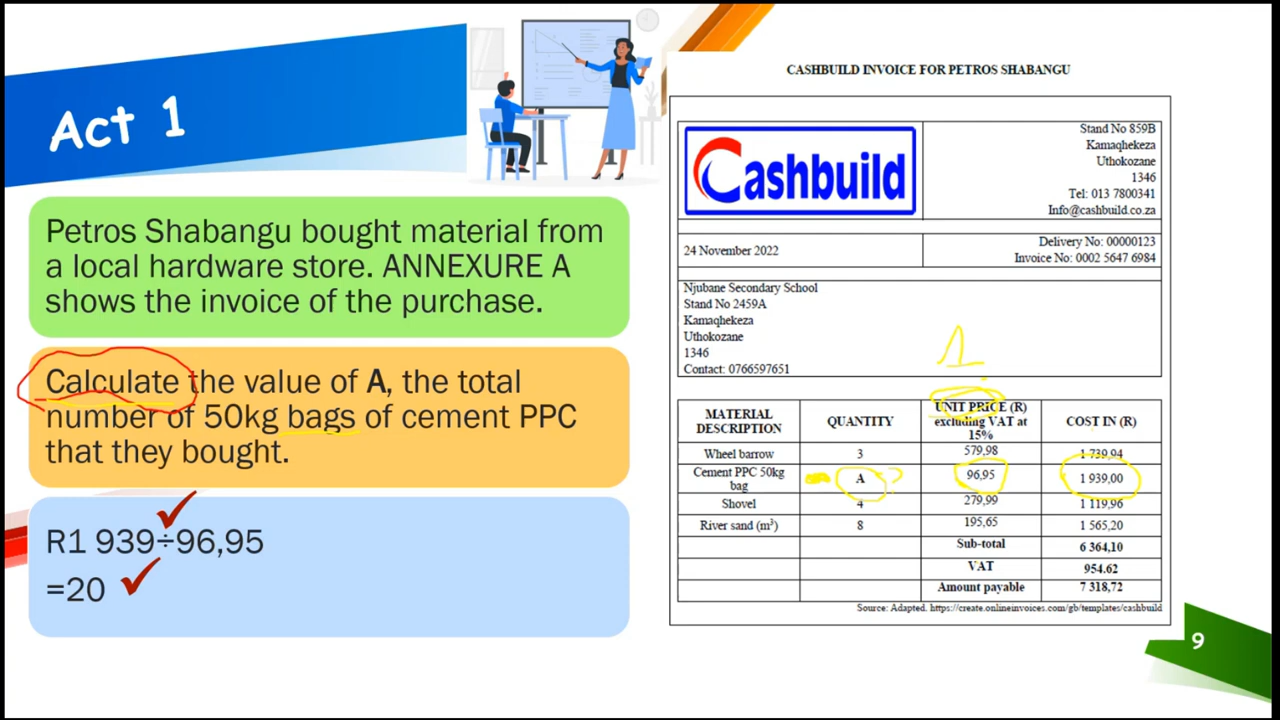 Act 1
Petros Shabangu bought material from
a local hardware store. ANNEXURE A
shows the invoice of the purchase.
Calculate the value of A, the total
number of 50kg bags of cement PPC
that they bought.
R1 939÷96,95
=20
CASHBUILD INVOICE FOR PETROS SHABANGU
Cashbuild
Stand No 859B
Kamaqhekeza
Uthokozane
1346
Tel: 013 7800341
Info@cashbuild.co.za
24 November 2022
Delivery No: 00000123
Invoice No: 0002 5647 6984
Njubane Secondary School
Stand No 2459A
Kamaqhekeza
Uthokozane
1346
Contact: 0766597651
1
MATERIAL DESCRIPTION QUANTITY UNIT PRICE (R) excluding VAT at 15% COST IN (R)
Wheel barrow 3 579,98 1 739,94
Cement PPC 50kg bag A ? 96,95 1 939,00
Shovel 4 279,99 1 119,96
River sand (m³) 8 195,65 1 565,20
Sub-total 6 364,10
VAT 954.62
Amount payable 7 318,72
Source: Adapted, https://create.onlineinvoices.com/gb/templates/cashbuild
9